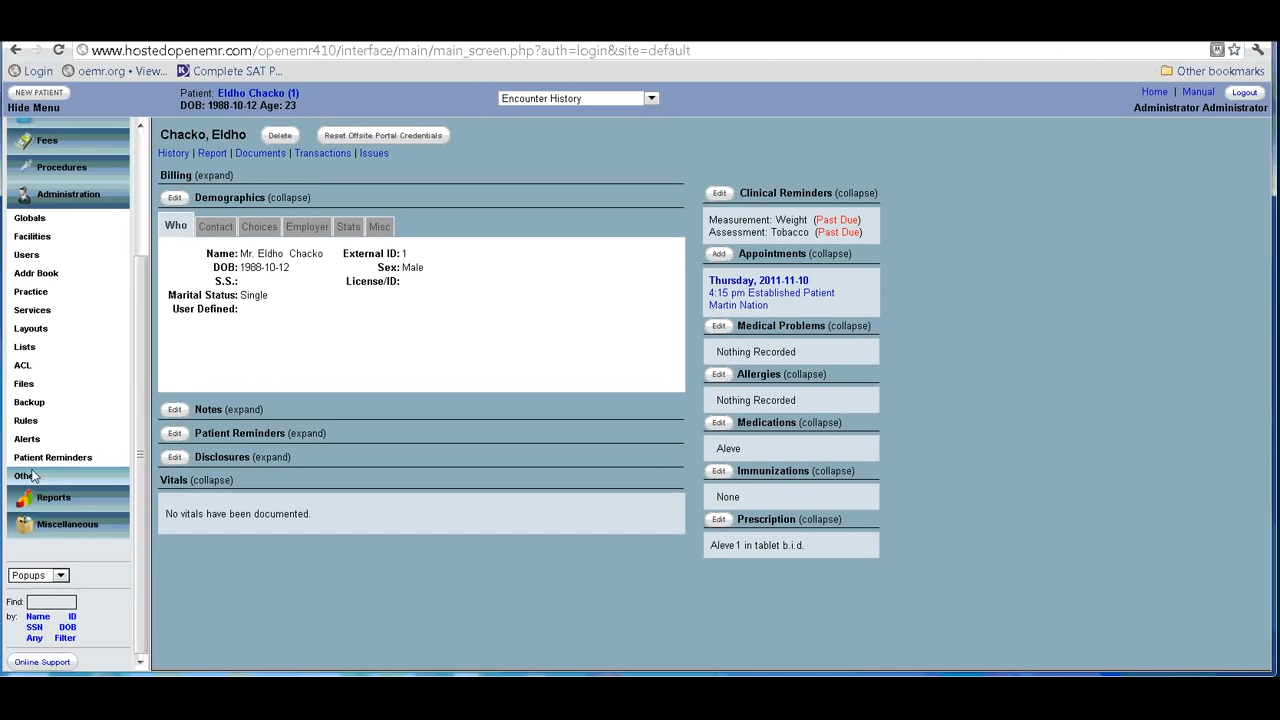 www.hostedopenemr.com/openemr410/interface/main/main_screen.php?auth=login&site=default
Login oemr.org • View... Complete SAT P... Other bookmarks
NEW PATIENT Patient: Eldho Chacko (1) Encounter History Home | Manual Logout
Hide Menu DOB: 1988-10-12 Age: 23 Administrator Administrator
Fees
Procedures
Administration
Globals
Facilities
Users
Addr Book
Practice
Services
Layouts
Lists
ACL
Files
Backup
Rules
Alerts
Patient Reminders
Reports
Miscellaneous
Popups
Find:
by: Name ID
SSN DOB
Any Filter
Online Support
Chacko, Eldho Delete Reset Offsite Portal Credentials
History | Report | Documents | Transactions | Issues
Billing (expand)
Edit Demographics (collapse)
Who Contact Choices Employer Stats Misc
Name: Mr. Eldho Chacko External ID: 1
DOB: 1988-10-12 Sex: Male
S.S.: License/ID:
Marital Status: Single
User Defined:
Edit Notes (expand)
Edit Patient Reminders (expand)
Edit Disclosures (expand)
Vitals (collapse)
No vitals have been documented.
Edit Clinical Reminders (collapse)
Measurement: Weight (Past Due)
Assessment: Tobacco (Past Due)
Add Appointments (collapse)
Thursday, 2011-11-10
4:15 pm Established Patient
Martin Nation
Edit Medical Problems (collapse)
Nothing Recorded
Edit Allergies (collapse)
Nothing Recorded
Edit Medications (collapse)
Aleve
Edit Immunizations (collapse)
None
Edit Prescription (collapse)
Aleve 1 in tablet b.i.d.